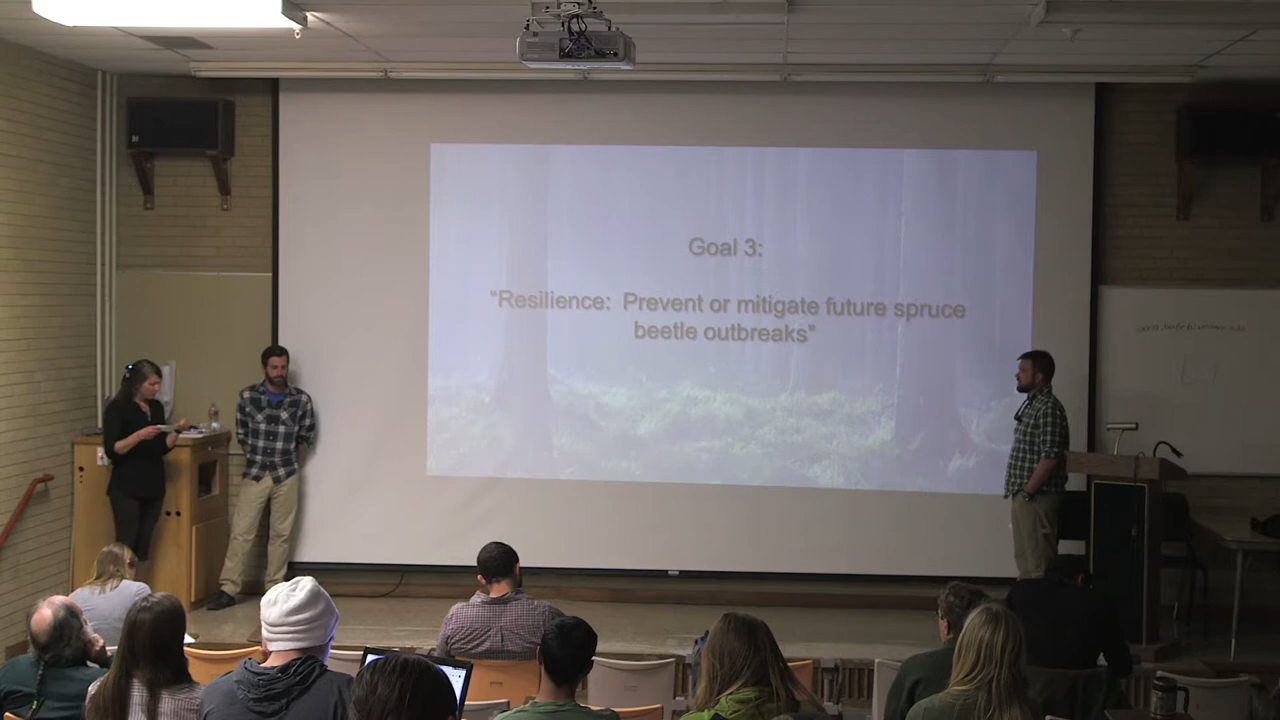 Goal 3:
"Resilience:  Prevent or mitigate future spruce
beetle outbreaks"